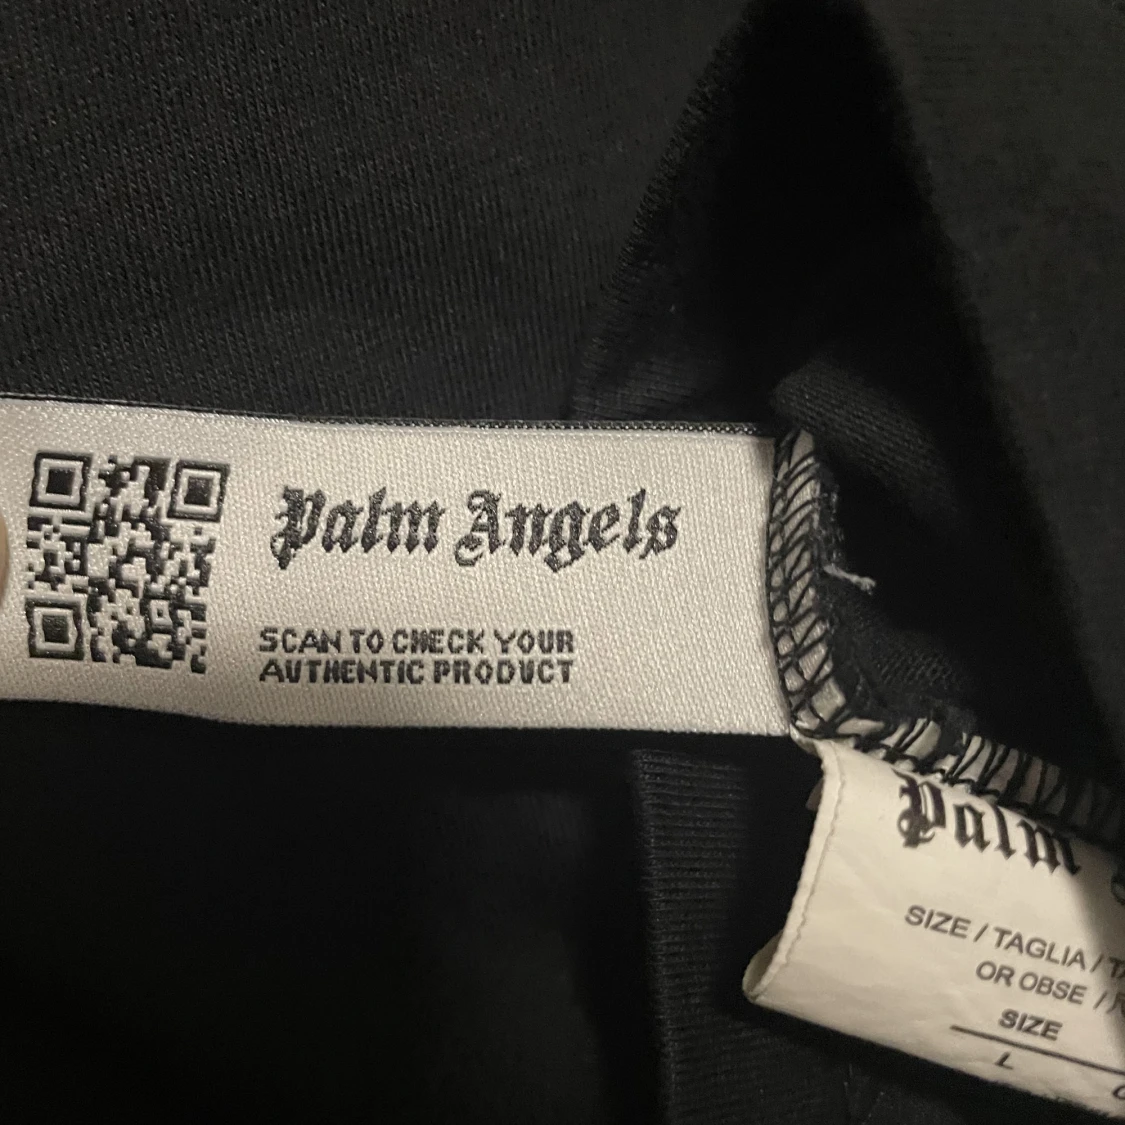 Palm Angels
SCAN TO CHECK YOUR
AUTHENTIC PRODUCT
Palm
SIZE / TAGLIA /
OR OBSE /
SIZE
L